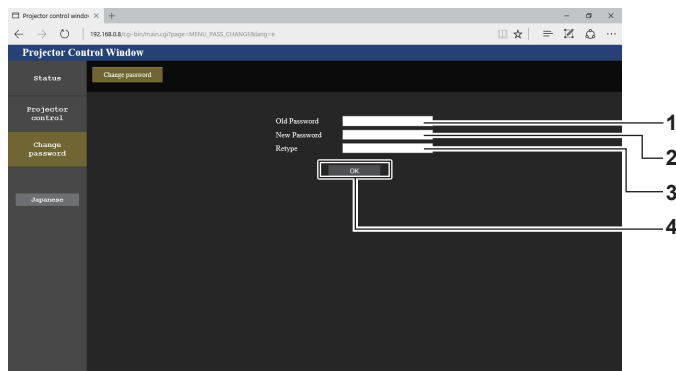 Projector control windov
192.168.0.8/cgi-bin/main.cgi?page=MENU_PASS_CHANGE&lang=e
Projector Control Window
Status
Change password
Projector
control
Change
password
Japanese
Old Password
New Password
Retype
OK
1
2
3
4